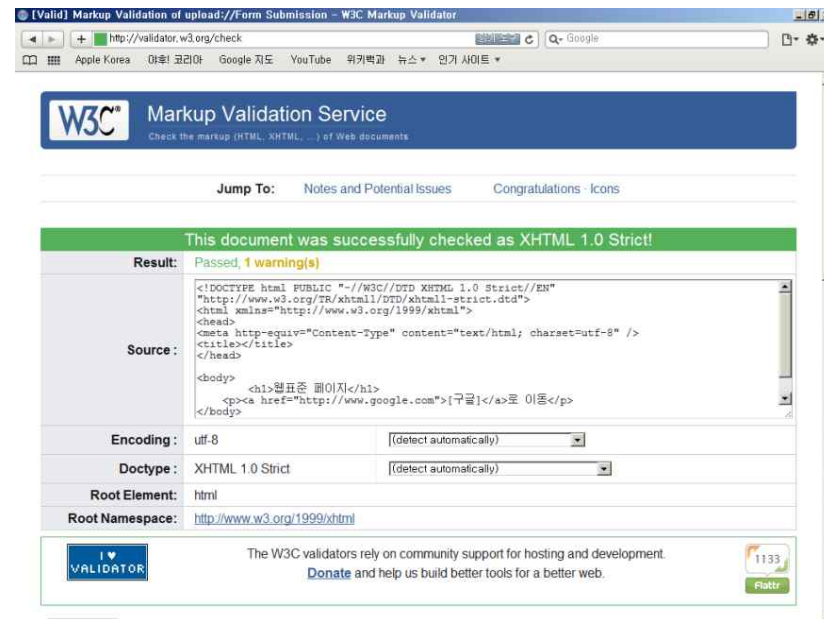 [Valid] Markup Validation of upload://Form Submission - W3C Markup Validator
http://validator.w3.org/check
Q- Google
Apple Korea 야후! 코리아 Google 지도 YouTube 위키백과 뉴스 인기 사이트
W3C®
Markup Validation Service
Check the markup (HTML, XHTML, ...) of Web documents
Jump To: Notes and Potential Issues Congratulations · Icons
This document was successfully checked as XHTML 1.0 Strict!
Result: Passed, 1 warning(s)
Source :
<!DOCTYPE html PUBLIC "-//W3C//DTD XHTML 1.0 Strict//EN"
"http://www.w3.org/TR/xhtml1/DTD/xhtml1-strict.dtd">
<html xmlns="http://www.w3.org/1999/xhtml">
<head>
<meta http-equiv="Content-Type" content="text/html; charset=utf-8" />
<title></title>
</head>
<body>
<h1>웹표준 페이지</h1>
<p><a href="http://www.google.com">[구글]</a>로 이동</p>
</body>
Encoding : utf-8 (detect automatically)
Doctype : XHTML 1.0 Strict (detect automatically)
Root Element: html
Root Namespace: http://www.w3.org/1999/xhtml
I ♥
VALIDATOR
The W3C validators rely on community support for hosting and development.
Donate and help us build better tools for a better web.
1133
Flattr